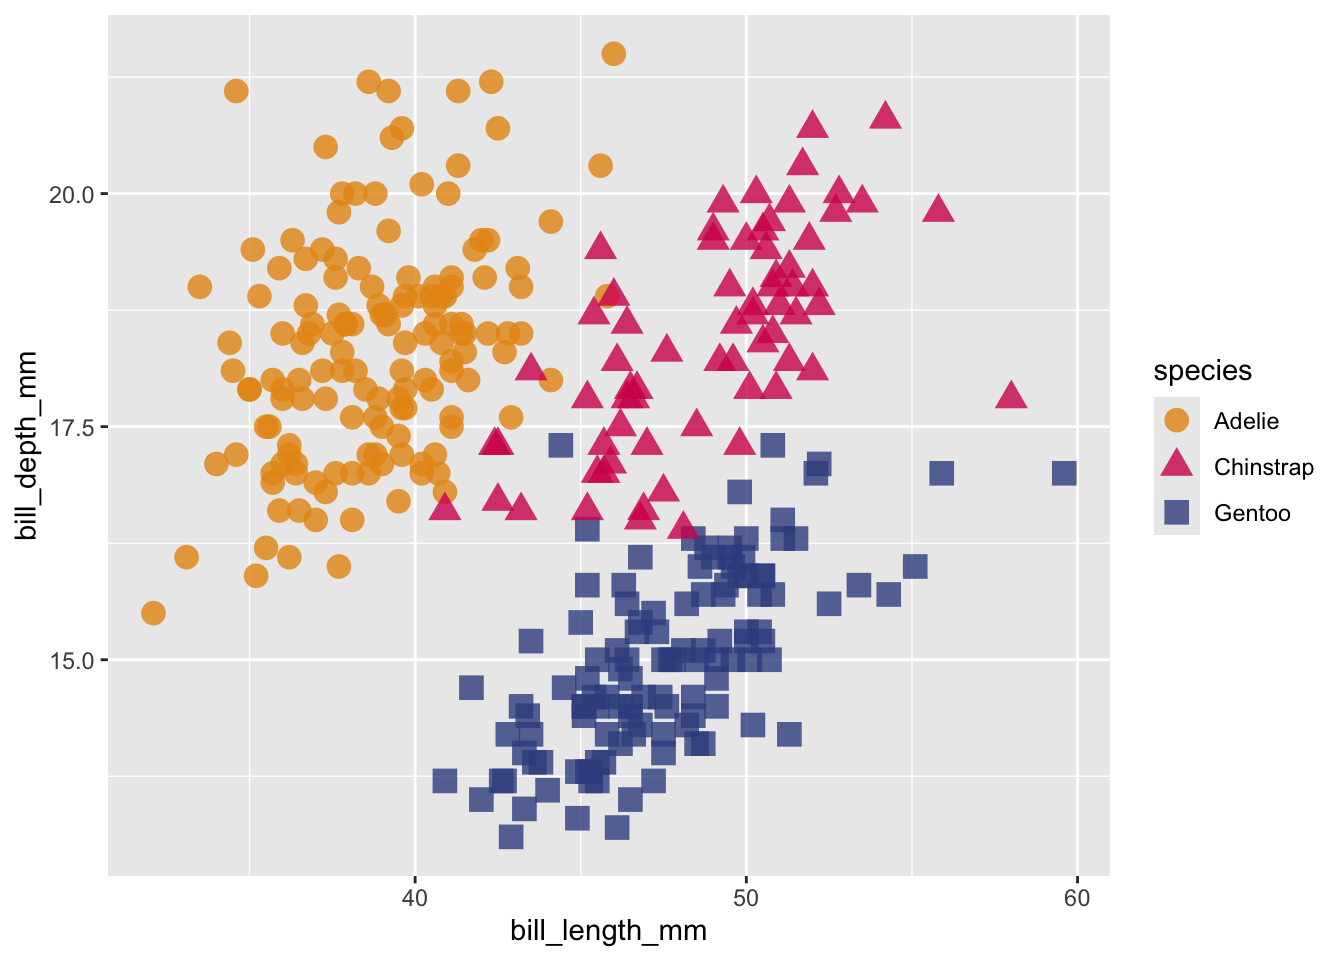 20.0
17.5
15.0
bill_depth_mm
40
50
60
bill_length_mm
species
Adelie
Chinstrap
Gentoo